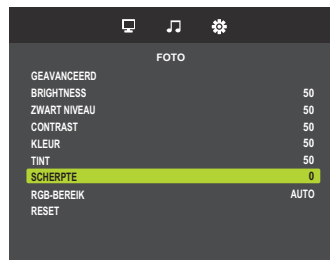 FOTO
GEAVANCEERD
BRIGHTNESS 50
ZWART NIVEAU 50
CONTRAST 50
KLEUR 50
TINT 50
SCHERPTE 0
RGB-BEREIK AUTO
RESET